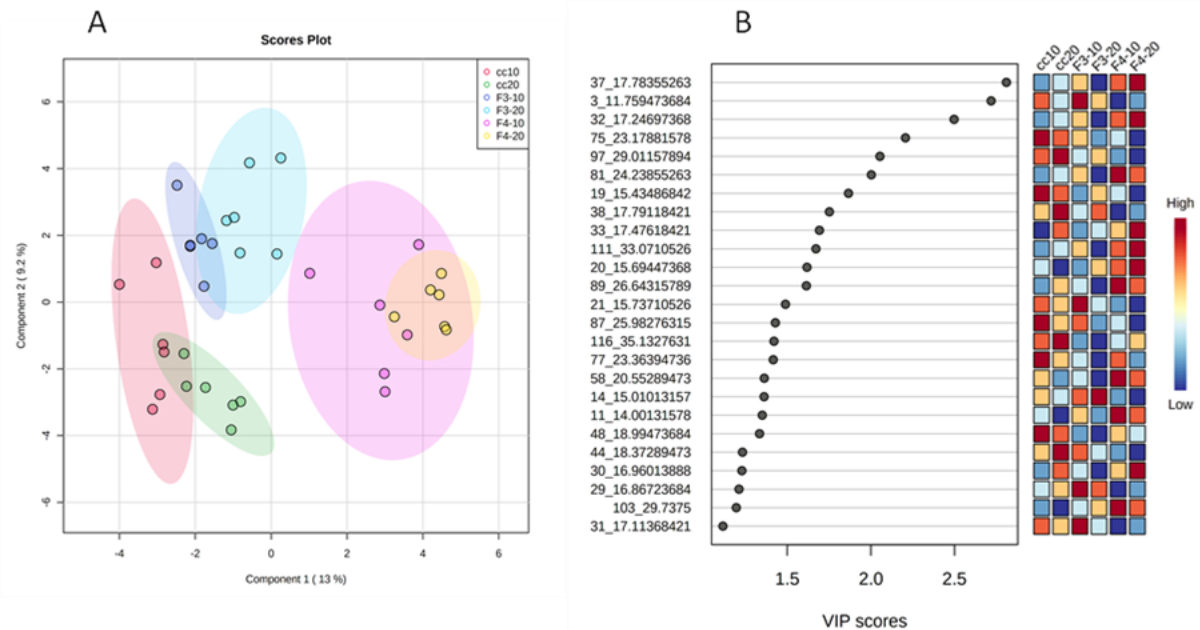 A
Scores Plot
cc10
cc20
F3-10
F3-20
F4-10
F4-20
6
4
2
0
-2
-4
-6
Component 2 ( 9.2 %)
-4
-2
0
2
4
6
Component 1 ( 13 %)
B
cc10
cc20
F3-10
F3-20
F4-10
F4-20
37_17.78355263
3_11.759473684
32_17.24697368
75_23.17881578
97_29.01157894
81_24.23855263
19_15.43486842
38_17.79118421
33_17.47618421
111_33.0710526
20_15.69447368
89_26.64315789
21_15.73710526
87_25.98276315
116_35.1327631
77_23.36394736
58_20.55289473
14_15.01013157
11_14.00131578
48_18.99473684
44_18.37289473
30_16.96013888
29_16.86723684
103_29.7375
31_17.11368421
1.5
2.0
2.5
VIP scores
High
Low